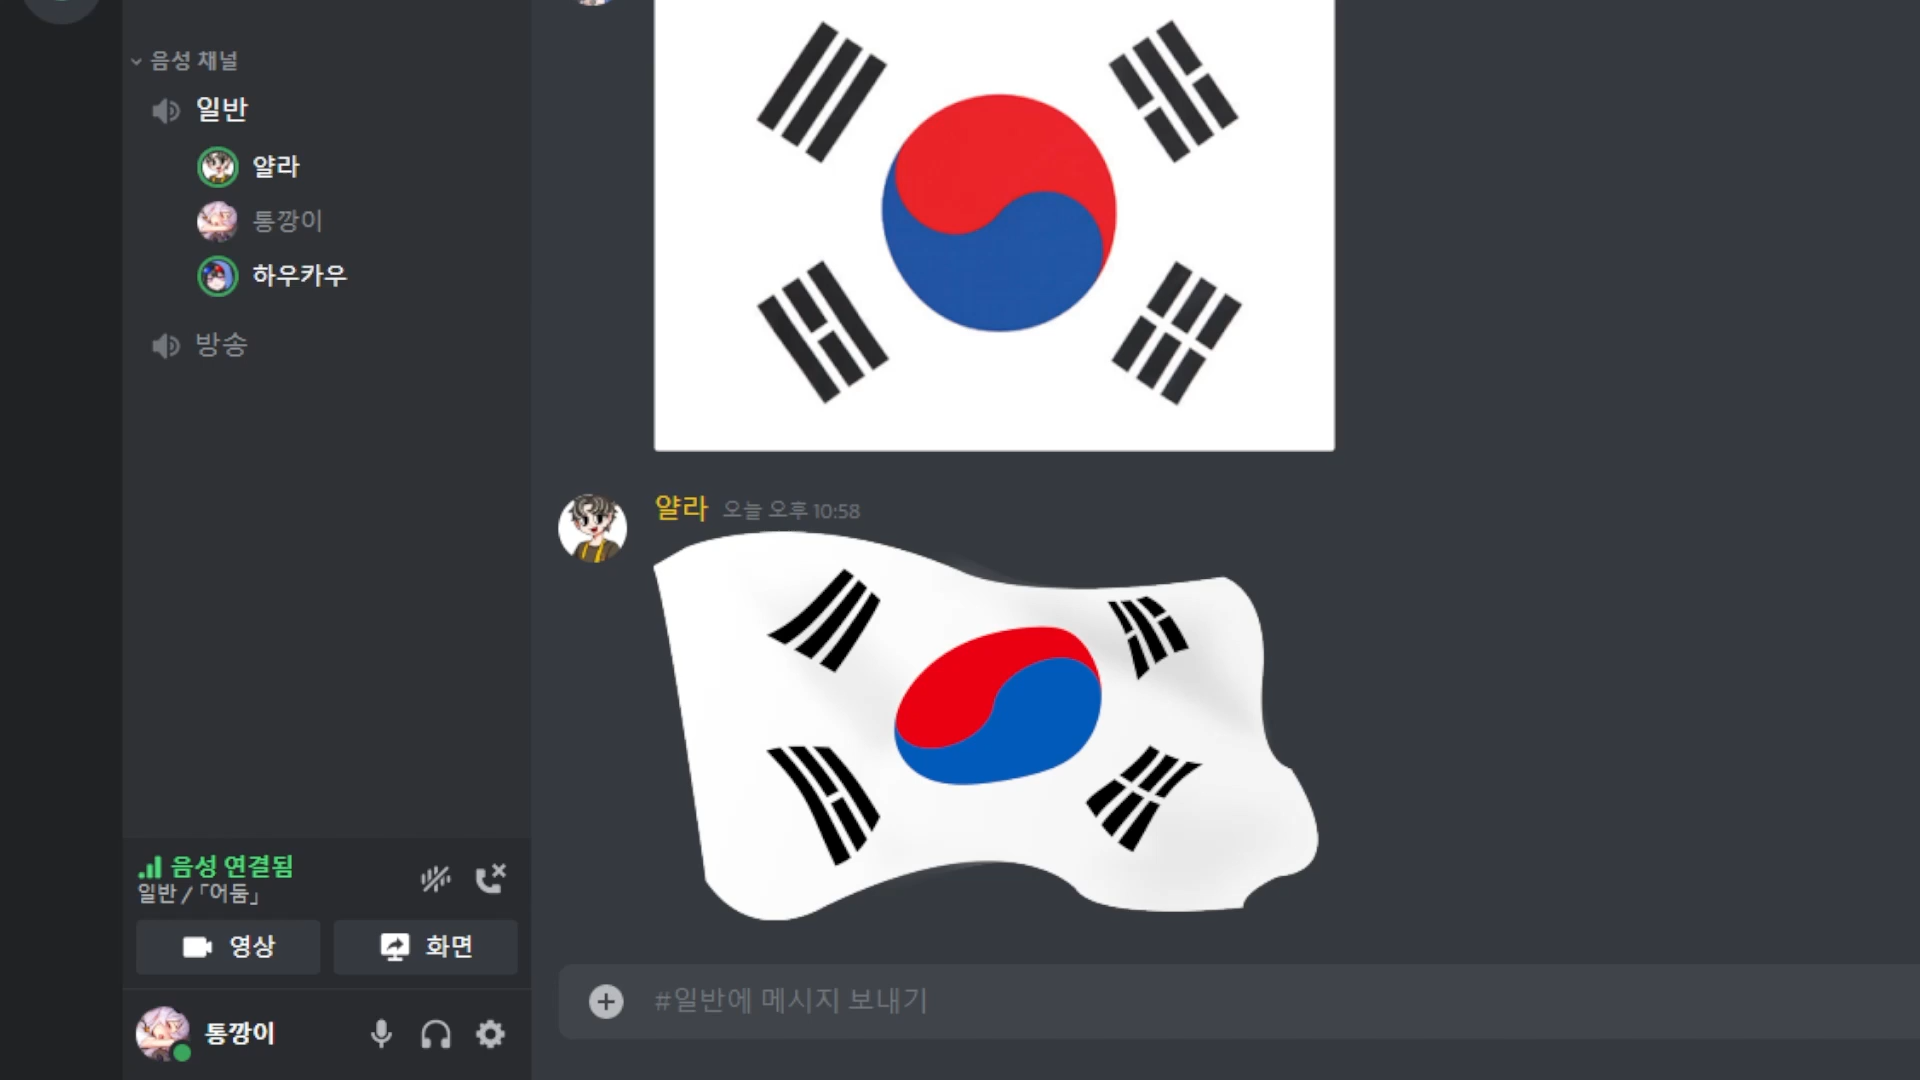 음성 채널
일반
얄라
통깡이
하우카우
방송
음성 연결됨
일반 / 「어둠」
영상
화면
통깡이
얄라 오늘 오후 10:58
#일반에 메시지 보내기